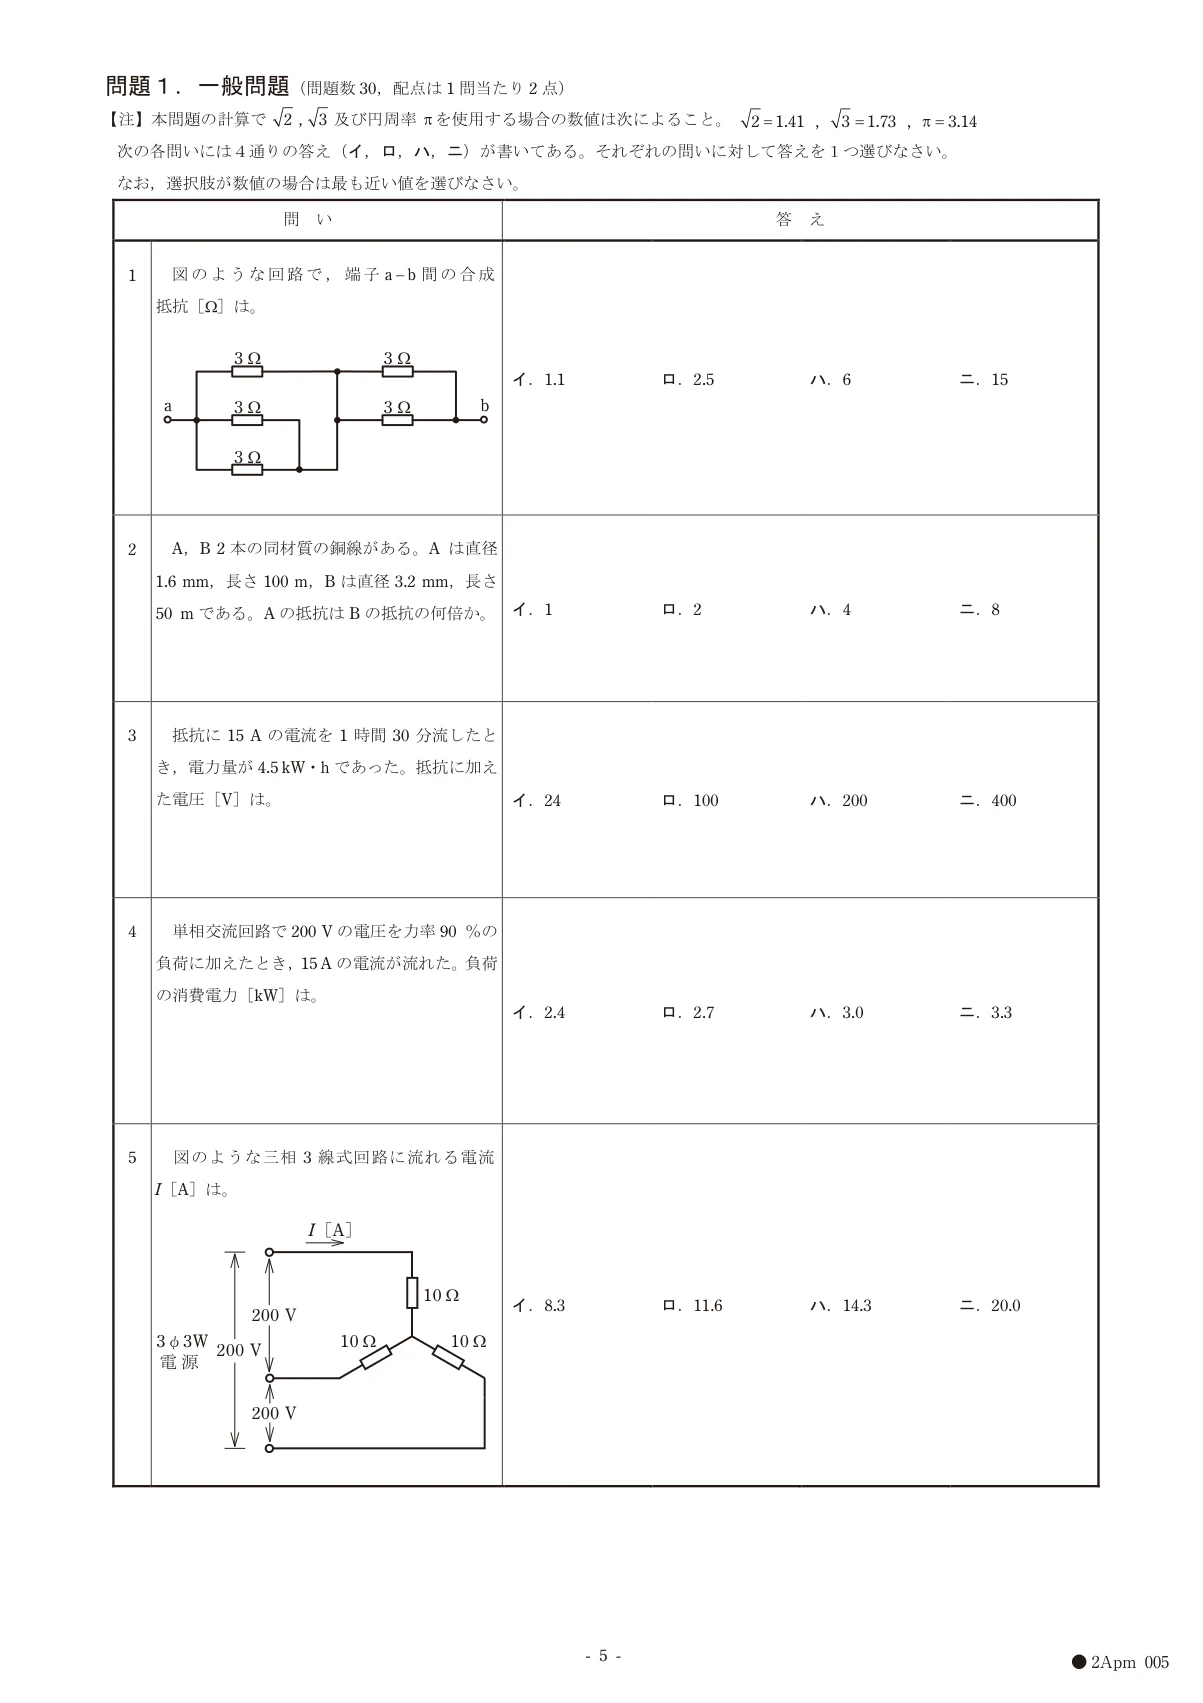 問題１．一般問題（問題数 30，配点は 1 問当たり 2 点）
【注】本問題の計算で √2 , √3 及び円周率 π を使用する場合の数値は次によること。 √2 = 1.41 ，√3 = 1.73 ，π = 3.14
次の各問いには 4 通りの答え（イ，ロ，ハ，ニ）が書いてある。それぞれの問いに対して答えを 1 つ選びなさい。
なお，選択肢が数値の場合は最も近い値を選びなさい。
問 い 答 え
1 図のような回路で，端子 a – b 間の合成
抵抗［Ω］は。
3 Ω 3 Ω
a 3 Ω 3 Ω b
3 Ω
イ．1.1 ロ．2.5 ハ．6 ニ．15
2 A，B 2 本の同材質の銅線がある。A は直径
1.6 mm，長さ 100 m，B は直径 3.2 mm，長さ
50 m である。A の抵抗は B の抵抗の何倍か。
イ．1 ロ．2 ハ．4 ニ．8
3 抵抗に 15 A の電流を 1 時間 30 分流したと
き，電力量が 4.5 kW・h であった。抵抗に加え
た電圧［V］は。
イ．24 ロ．100 ハ．200 ニ．400
4 単相交流回路で 200 V の電圧を力率 90 %の
負荷に加えたとき，15 A の電流が流れた。負荷
の消費電力［kW］は。
イ．2.4 ロ．2.7 ハ．3.0 ニ．3.3
5 図のような三相 3 線式回路に流れる電流
I［A］は。
I［A］
10 Ω
200 V
10 Ω 10 Ω
3 φ 3W 200 V
電 源
200 V
イ．8.3 ロ．11.6 ハ．14.3 ニ．20.0
- 5 -
●2Apm 005